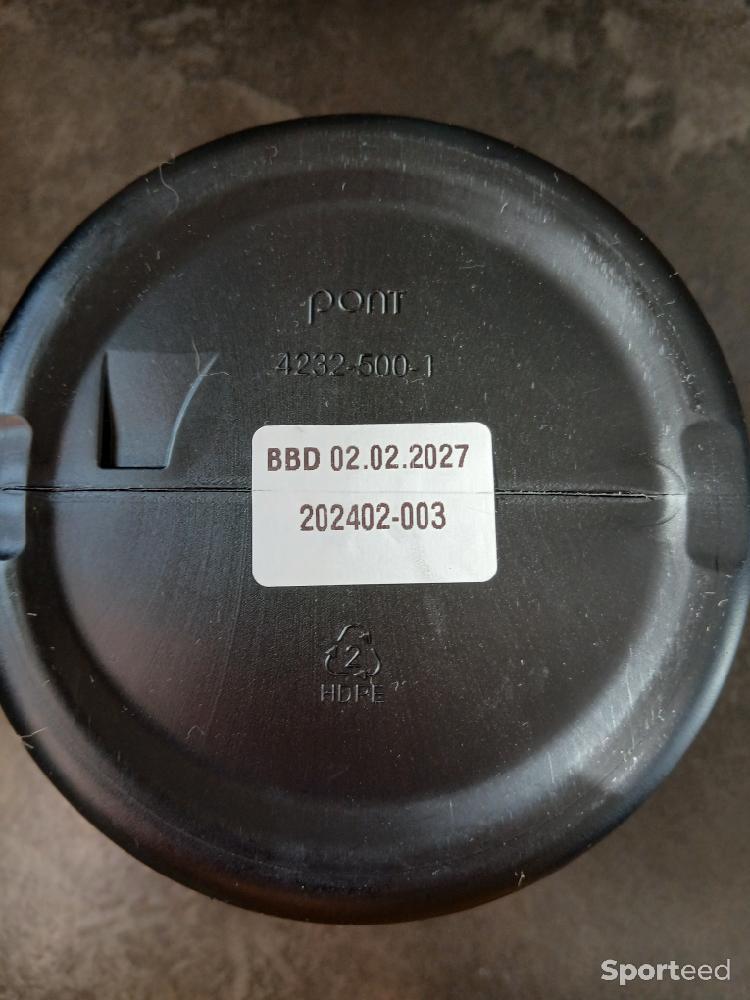 pont
4232-500-1
BBD 02.02.2027
202402-003
2
HDPE
Sporteed